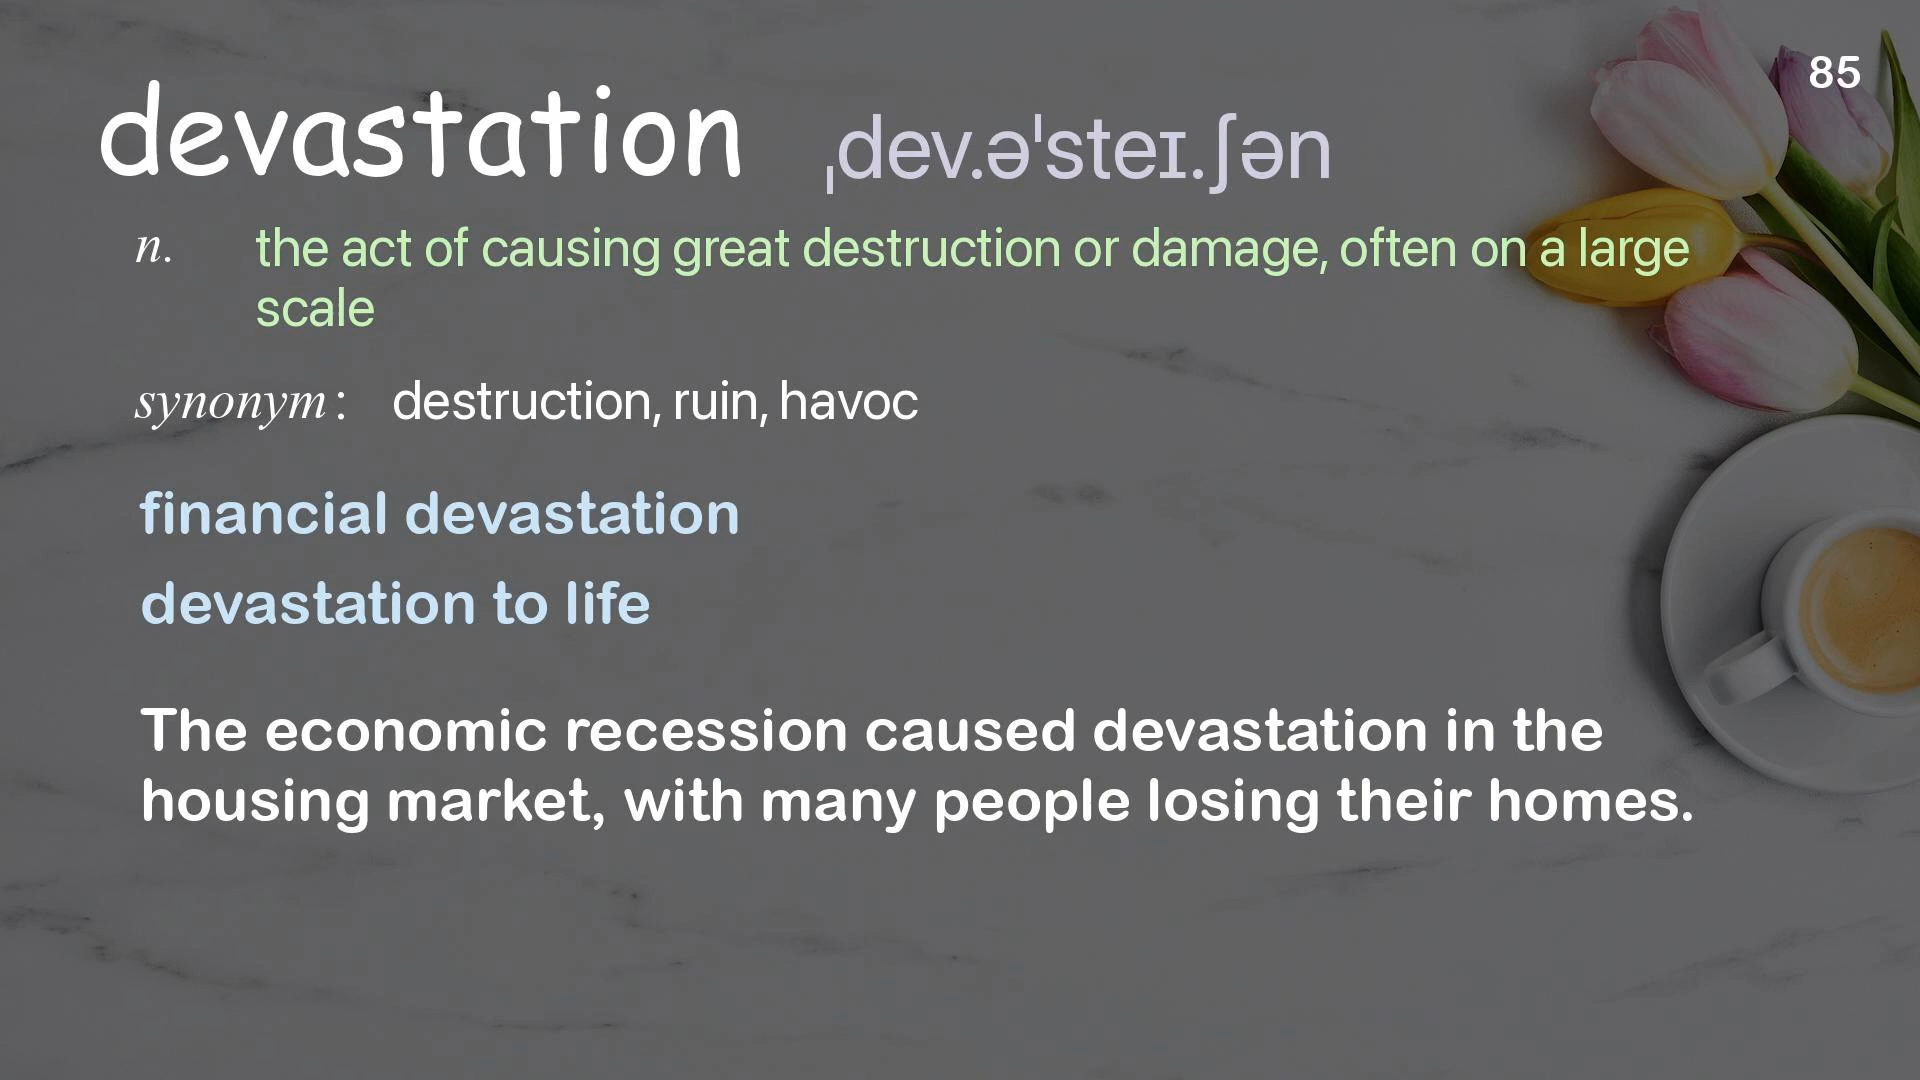 85
devastation ˌdev.əˈsteɪ.ʃən
n. the act of causing great destruction or damage, often on a large
scale
synonym: destruction, ruin, havoc
financial devastation
devastation to life
The economic recession caused devastation in the
housing market, with many people losing their homes.